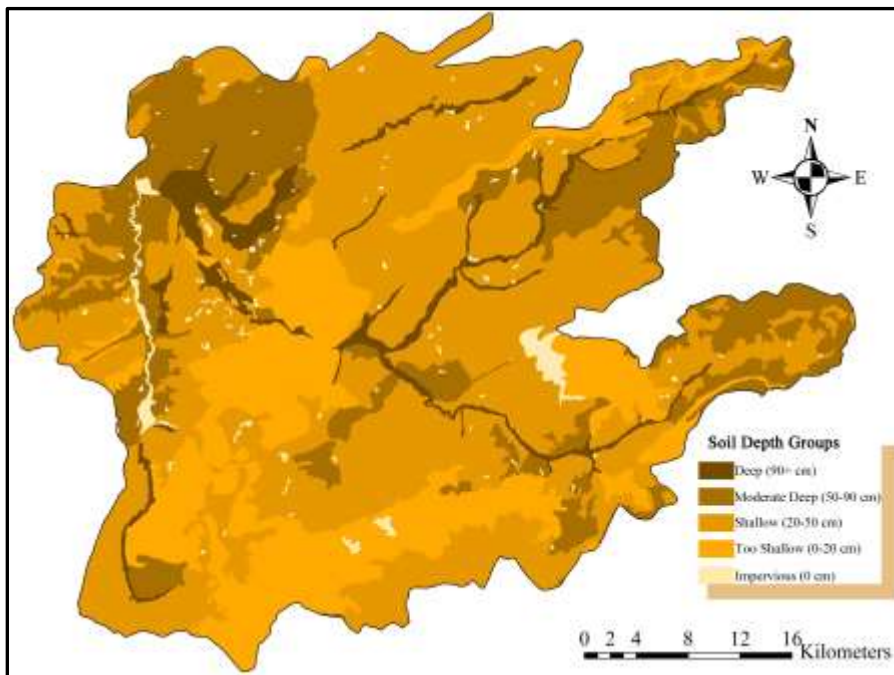 N
W E
S
Soil Depth Groups
Deep (90+ cm)
Moderate Deep (50-90 cm)
Shallow (20-50 cm)
Too Shallow (0-20 cm)
Impervious (0 cm)
0 2 4 8 12 16
Kilometers